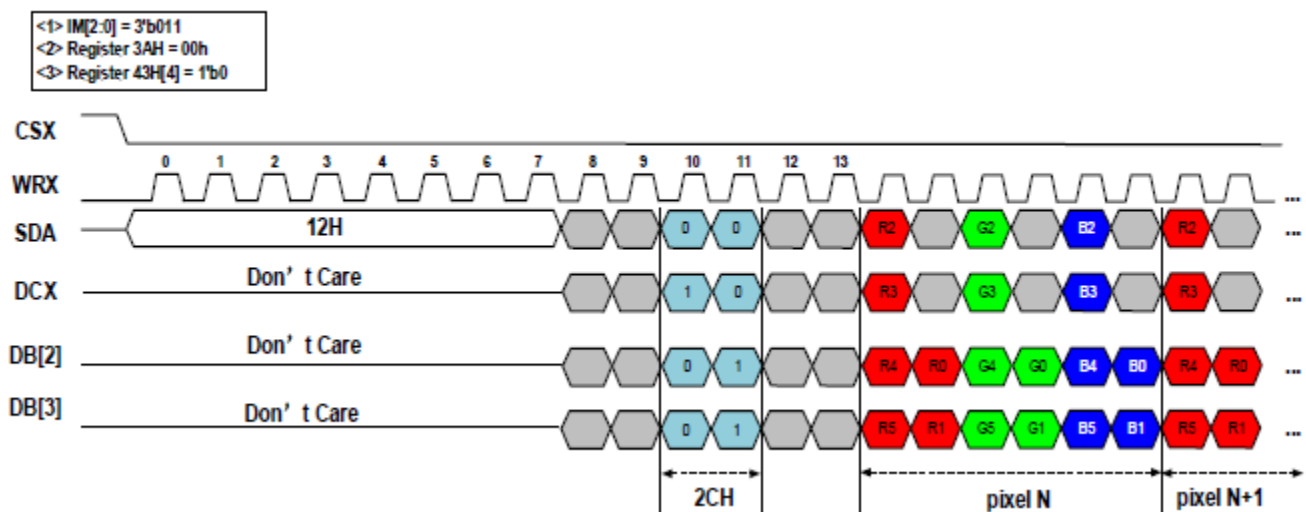 <1> IM[2:0] = 3'b011
<2> Register 3AH = 00h
<3> Register 43H[4] = 1'b0
CSX
0 1 2 3 4 5 6 7 8 9 10 11 12 13
WRX ...
SDA 12H 0 0 R2 G2 B2 R2 ...
DCX Don't Care 1 0 R3 G3 B3 R3 ...
DB[2] Don't Care 0 1 R4 R0 G4 G0 B4 B0 R4 R0 ...
DB[3] Don't Care 0 1 R5 R1 G5 G1 B5 B1 R5 R1 ...
2CH pixel N pixel N+1